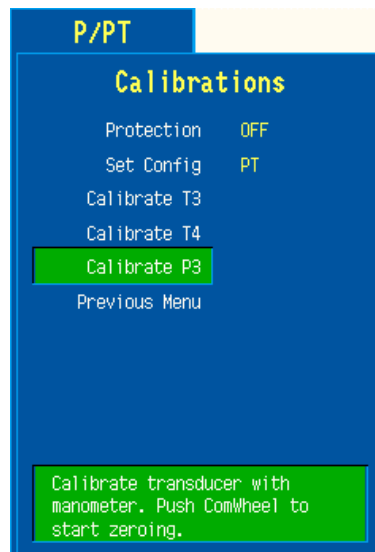 P/PT
Calibrations
Protection OFF
Set Config PT
Calibrate T3
Calibrate T4
Calibrate P3
Previous Menu
Calibrate transducer with
manometer. Push ComWheel to
start zeroing.